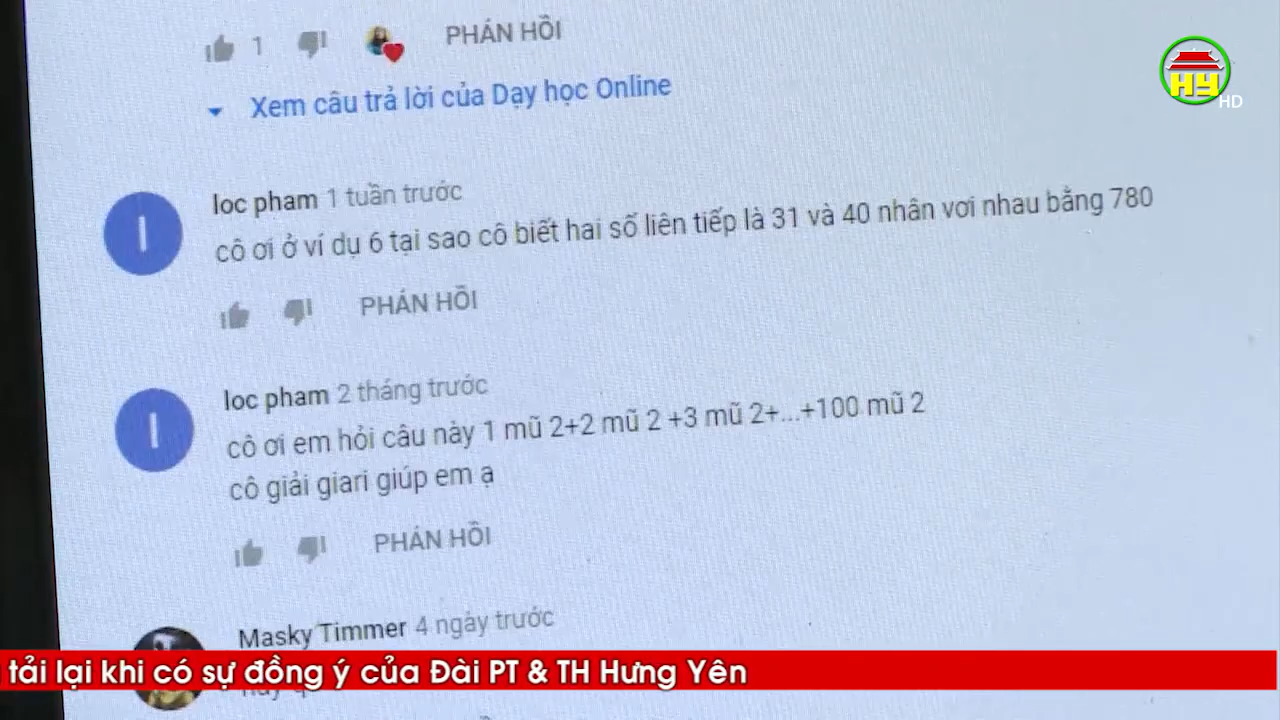 1 PHẢN HỒI
Xem câu trả lời của Dạy học Online
HY
HD
loc pham 1 tuần trước
cô ơi ở ví dụ 6 tại sao cô biết hai số liên tiếp là 31 và 40 nhân vơi nhau bằng 780
PHẢN HỒI
loc pham 2 tháng trước
cô ơi em hỏi câu này 1 mũ 2+2 mũ 2 +3 mũ 2+...+100 mũ 2
cô giải giari giúp em ạ
PHẢN HỒI
Masky Timmer 4 ngày trước
tải lại khi có sự đồng ý của Đài PT & TH Hưng Yên